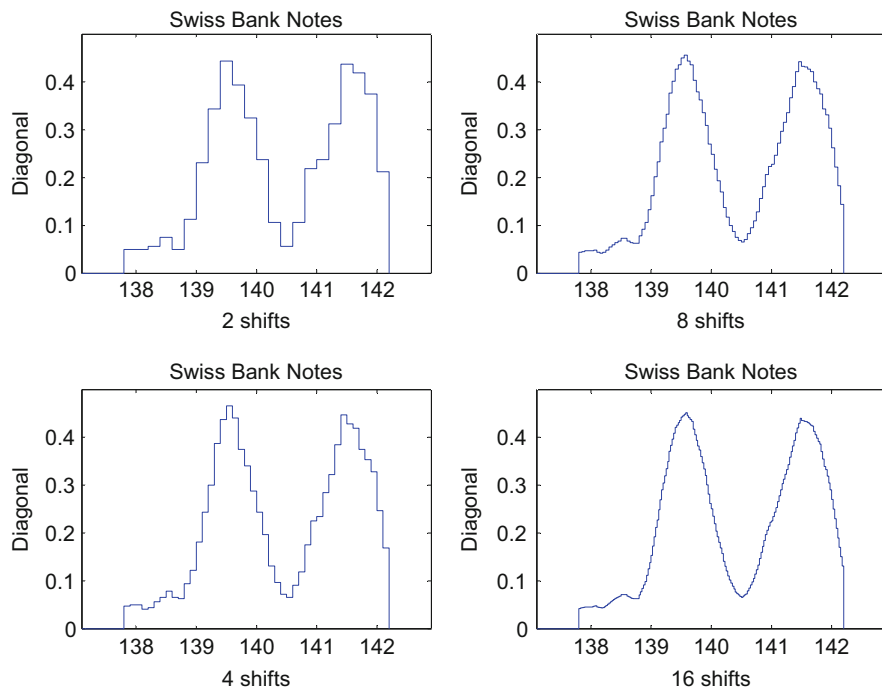 Swiss Bank Notes
Diagonal
0.4
0.3
0.2
0.1
0
138 139 140 141 142
2 shifts
Swiss Bank Notes
Diagonal
0.4
0.3
0.2
0.1
0
138 139 140 141 142
8 shifts
Swiss Bank Notes
Diagonal
0.4
0.3
0.2
0.1
0
138 139 140 141 142
4 shifts
Swiss Bank Notes
Diagonal
0.4
0.3
0.2
0.1
0
138 139 140 141 142
16 shifts